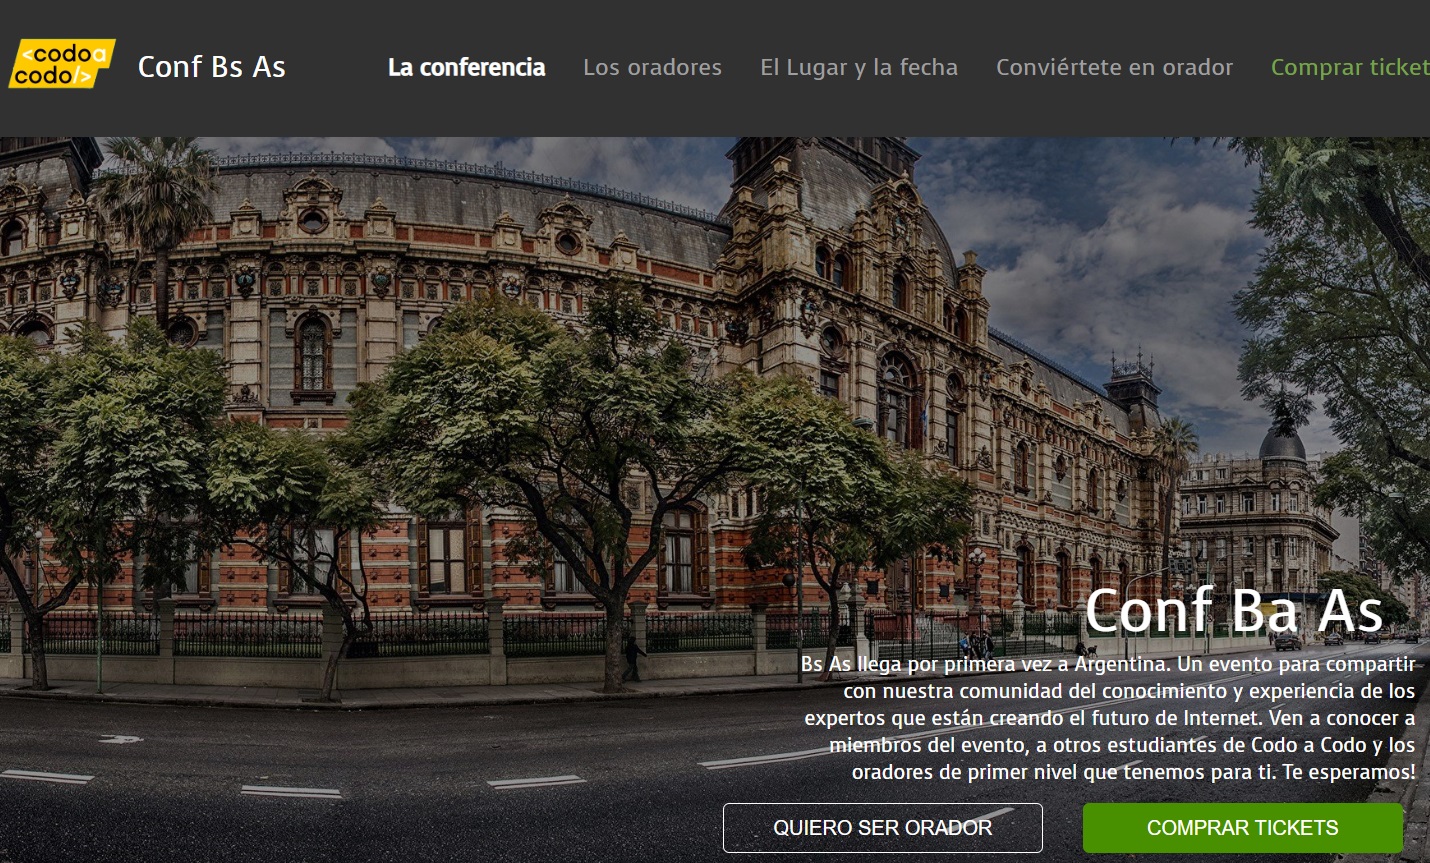 <codo a
codo/>
Conf Bs As
La conferencia
Los oradores
El Lugar y la fecha
Conviértete en orador
Comprar ticket
Conf Ba As
Bs As llega por primera vez a Argentina. Un evento para compartir
con nuestra comunidad del conocimiento y experiencia de los
expertos que están creando el futuro de Internet. Ven a conocer a
miembros del evento, a otros estudiantes de Codo a Codo y los
oradores de primer nivel que tenemos para ti. Te esperamos!
QUIERO SER ORADOR
COMPRAR TICKETS